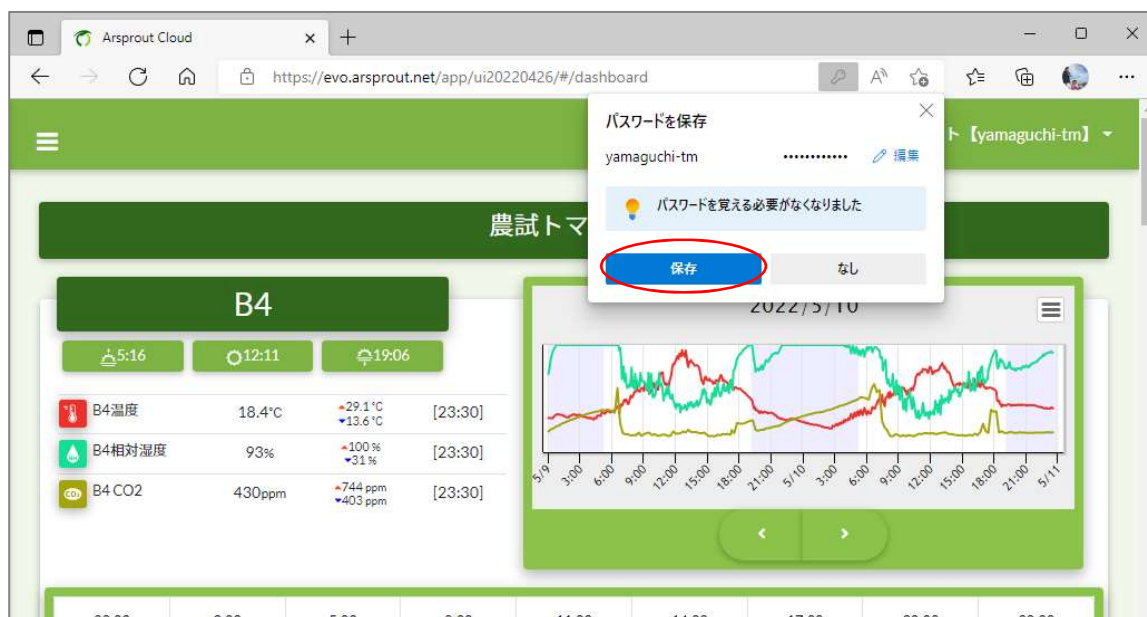 Arsprout Cloud
https://evo.arsprout.net/app/ui20220426/#/dashboard
パスワードを保存
yamaguchi-tm
••••••••••••
編集
パスワードを覚える必要がなくなりました
保存
なし
ト【yamaguchi-tm】
農試トマ
B4
5:16
12:11
19:06
B4温度 18.4℃ 29.1℃ 13.6℃ [23:30]
B4相対湿度 93% 100% 31% [23:30]
CO2 B4 CO2 430ppm 744 ppm 403 ppm [23:30]
2022/5/10
5/9 3:00 6:00 9:00 12:00 15:00 18:00 21:00 5/10 3:00 6:00 9:00 12:00 15:00 18:00 21:00 5/11